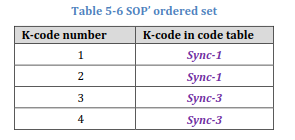 Table 5-6 SOP’ ordered set
K-code number K-code in code table
1 Sync-1
2 Sync-1
3 Sync-3
4 Sync-3